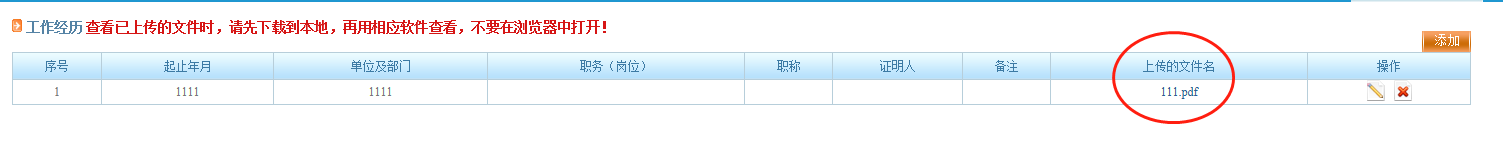 工作经历 查看已上传的文件时，请先下载到本地，再用相应软件查看，不要在浏览器中打开！
添加
序号 起止年月 单位及部门 职务（岗位） 职称 证明人 备注 上传的文件名 操作
1 1111 1111 111.pdf